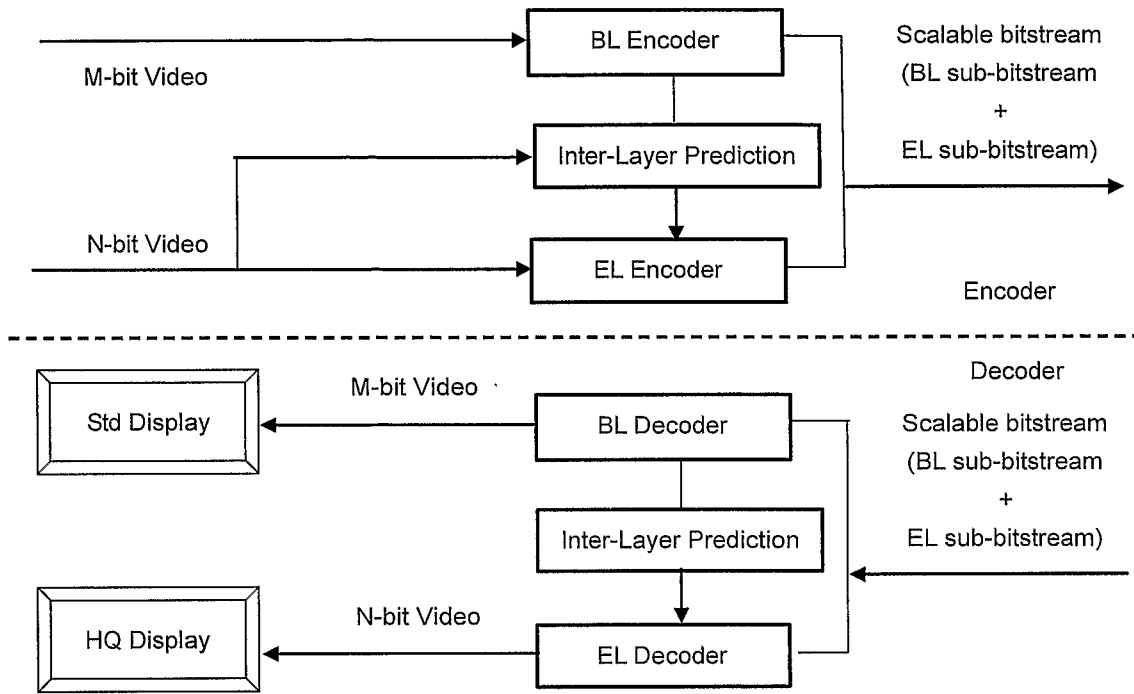 BL Encoder
Scalable bitstream
(BL sub-bitstream
+
EL sub-bitstream)
M-bit Video
Inter-Layer Prediction
N-bit Video
EL Encoder
Encoder
Decoder
M-bit Video
Std Display
BL Decoder
Scalable bitstream
(BL sub-bitstream
+
EL sub-bitstream)
Inter-Layer Prediction
N-bit Video
HQ Display
EL Decoder